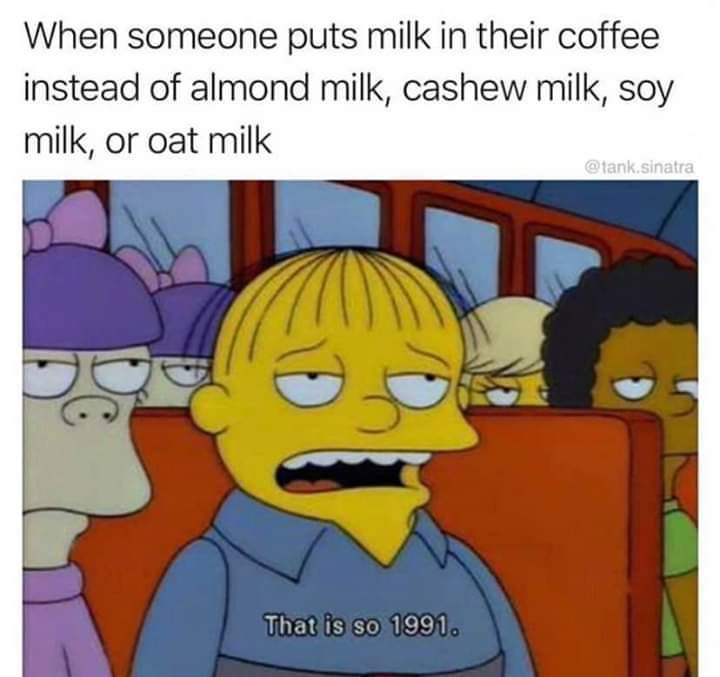 When someone puts milk in their coffee
instead of almond milk, cashew milk, soy
milk, or oat milk
@tank.sinatra
That is so 1991.